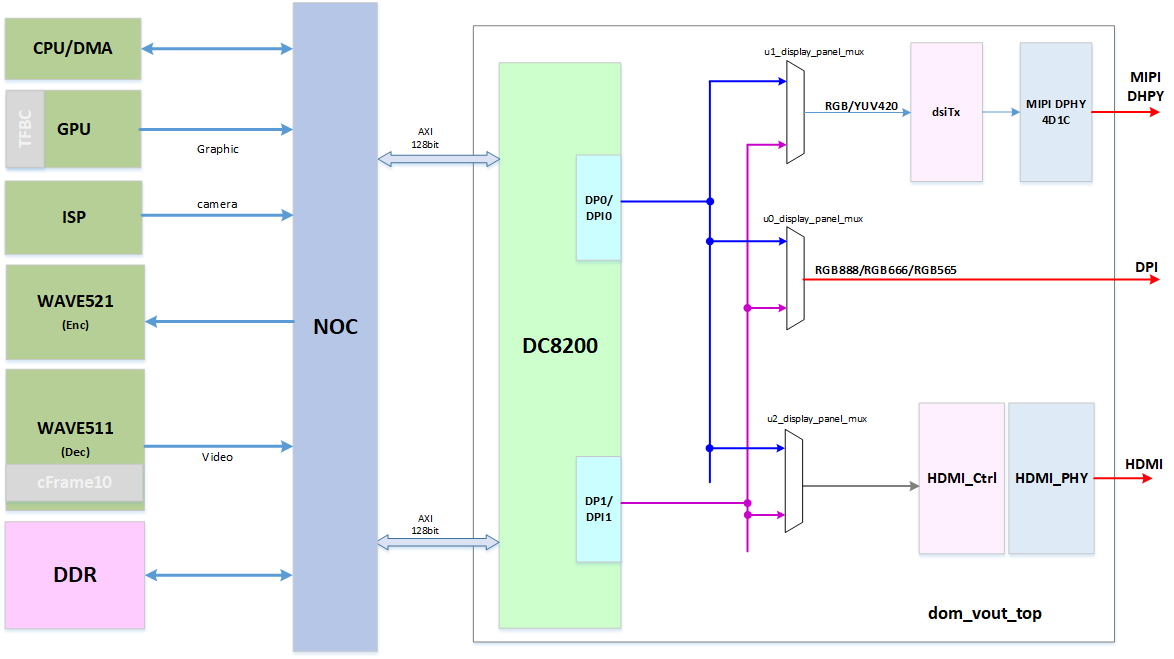 CPU/DMA
TFBC
GPU
Graphic
ISP
camera
WAVE521
(Enc)
WAVE511
(Dec)
cFrame10
Video
DDR
NOC
AXI
128bit
AXI
128bit
DC8200
DP0/
DPI0
DP1/
DPI1
u1_display_panel_mux
RGB/YUV420
dsiTx
MIPI DPHY
4D1C
MIPI
DHPY
u0_display_panel_mux
RGB888/RGB666/RGB565
DPI
u2_display_panel_mux
HDMI_Ctrl
HDMI_PHY
HDMI
dom_vout_top